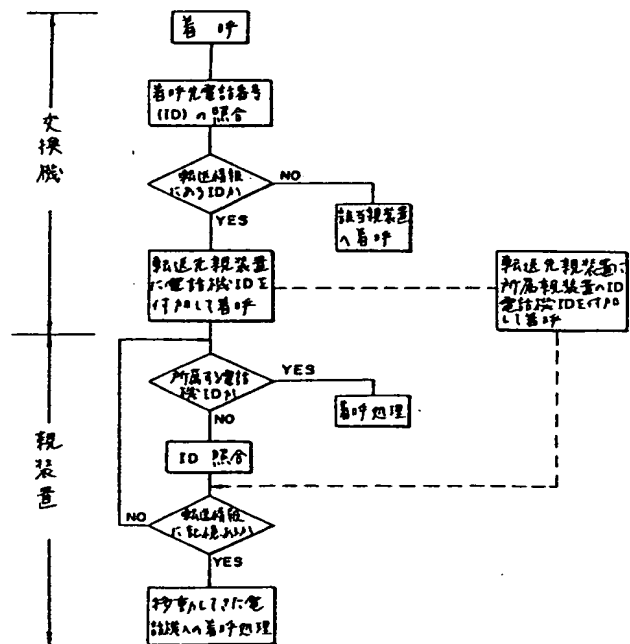 着呼
着呼先電話番号
(ID)の照合
転送情報
にあるIDか
NO
YES
該当親装置
へ着呼
転送先親装置
に電話機IDを
付加して着呼
転送先親装置に
所属親装置のID
電話機IDを付加
して着呼
交換機
所属する電話
機IDか
YES
NO
着呼処理
ID 照合
転送情報
に記憶あるか
NO
YES
移動してきた電
話機への着呼処理
親装置